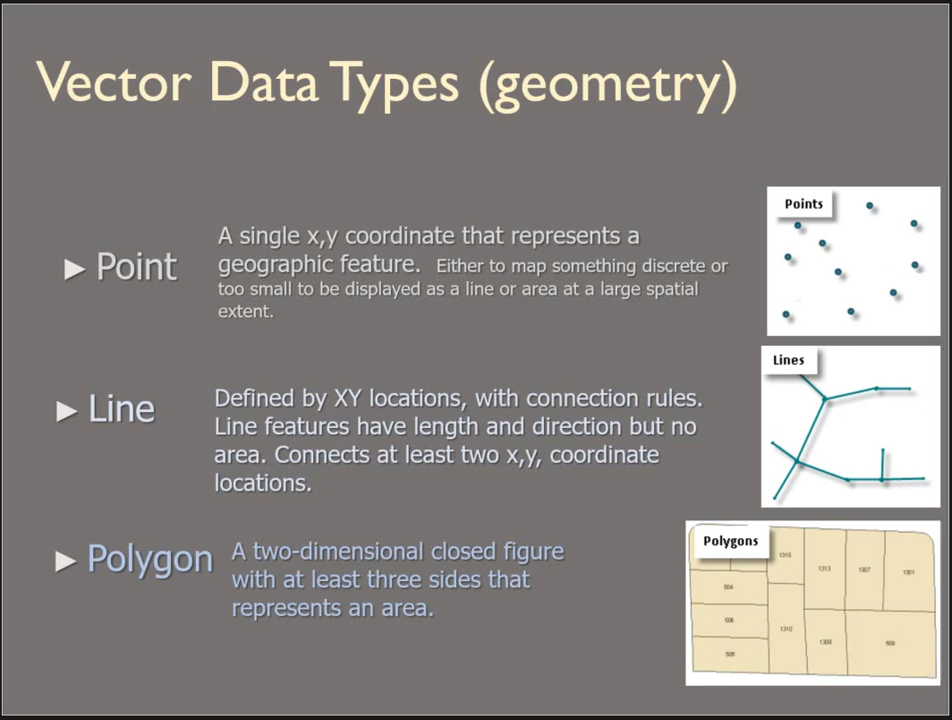 Vector Data Types (geometry)
► Point
A single x,y coordinate that represents a
geographic feature. Either to map something discrete or
too small to be displayed as a line or area at a large spatial
extent.
Points
► Line
Defined by XY locations, with connection rules.
Line features have length and direction but no
area. Connects at least two x,y, coordinate
locations.
Lines
► Polygon
A two-dimensional closed figure
with at least three sides that
represents an area.
Polygons
1315
1313
1307
1301
604
606
1310
1308